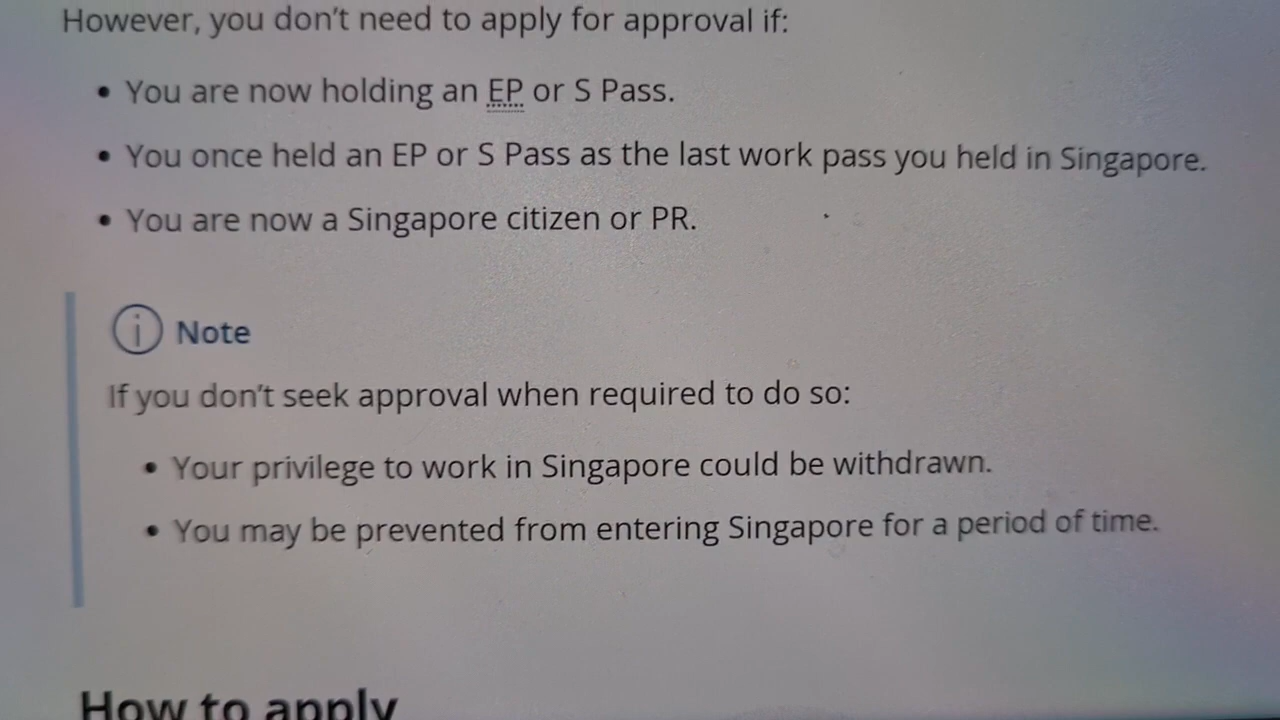 However, you don't need to apply for approval if:
• You are now holding an EP or S Pass.
• You once held an EP or S Pass as the last work pass you held in Singapore.
• You are now a Singapore citizen or PR.
Note
If you don't seek approval when required to do so:
• Your privilege to work in Singapore could be withdrawn.
• You may be prevented from entering Singapore for a period of time.
How to apply